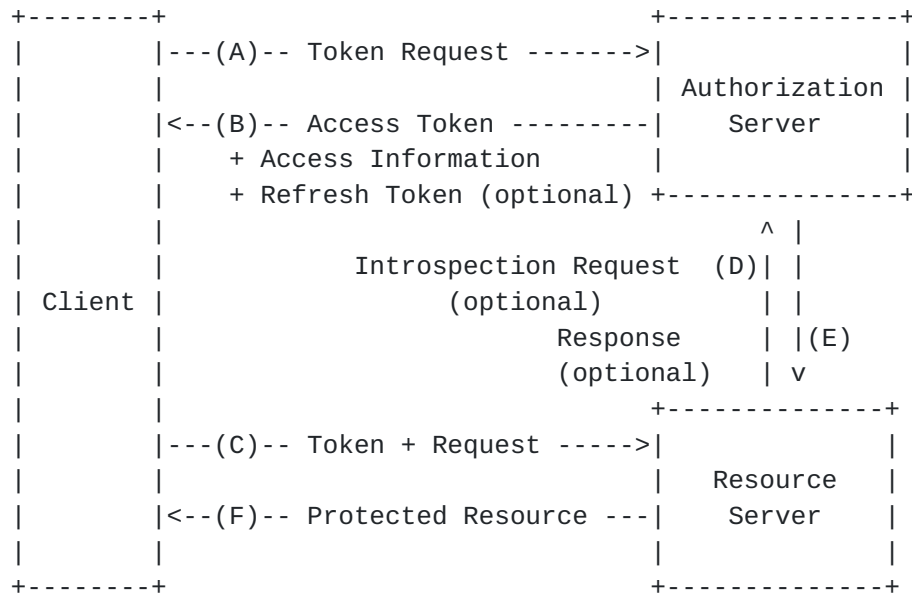 +--------+                               +---------------+
|        |---(A)-- Token Request ------->|               |
|        |                               | Authorization |
|        |<--(B)-- Access Token ---------|    Server     |
|        |    + Access Information       |               |
|        |    + Refresh Token (optional) +---------------+
|        |                                      ^ |
|        |            Introspection Request  (D)| |
| Client |                  (optional)          | |
|        |                         Response     | |(E)
|        |                         (optional)   | v
|        |                               +--------------+
|        |---(C)-- Token + Request ----->|              |
|        |                               |   Resource   |
|        |<--(F)-- Protected Resource ---|    Server    |
|        |                               |              |
+--------+                               +--------------+